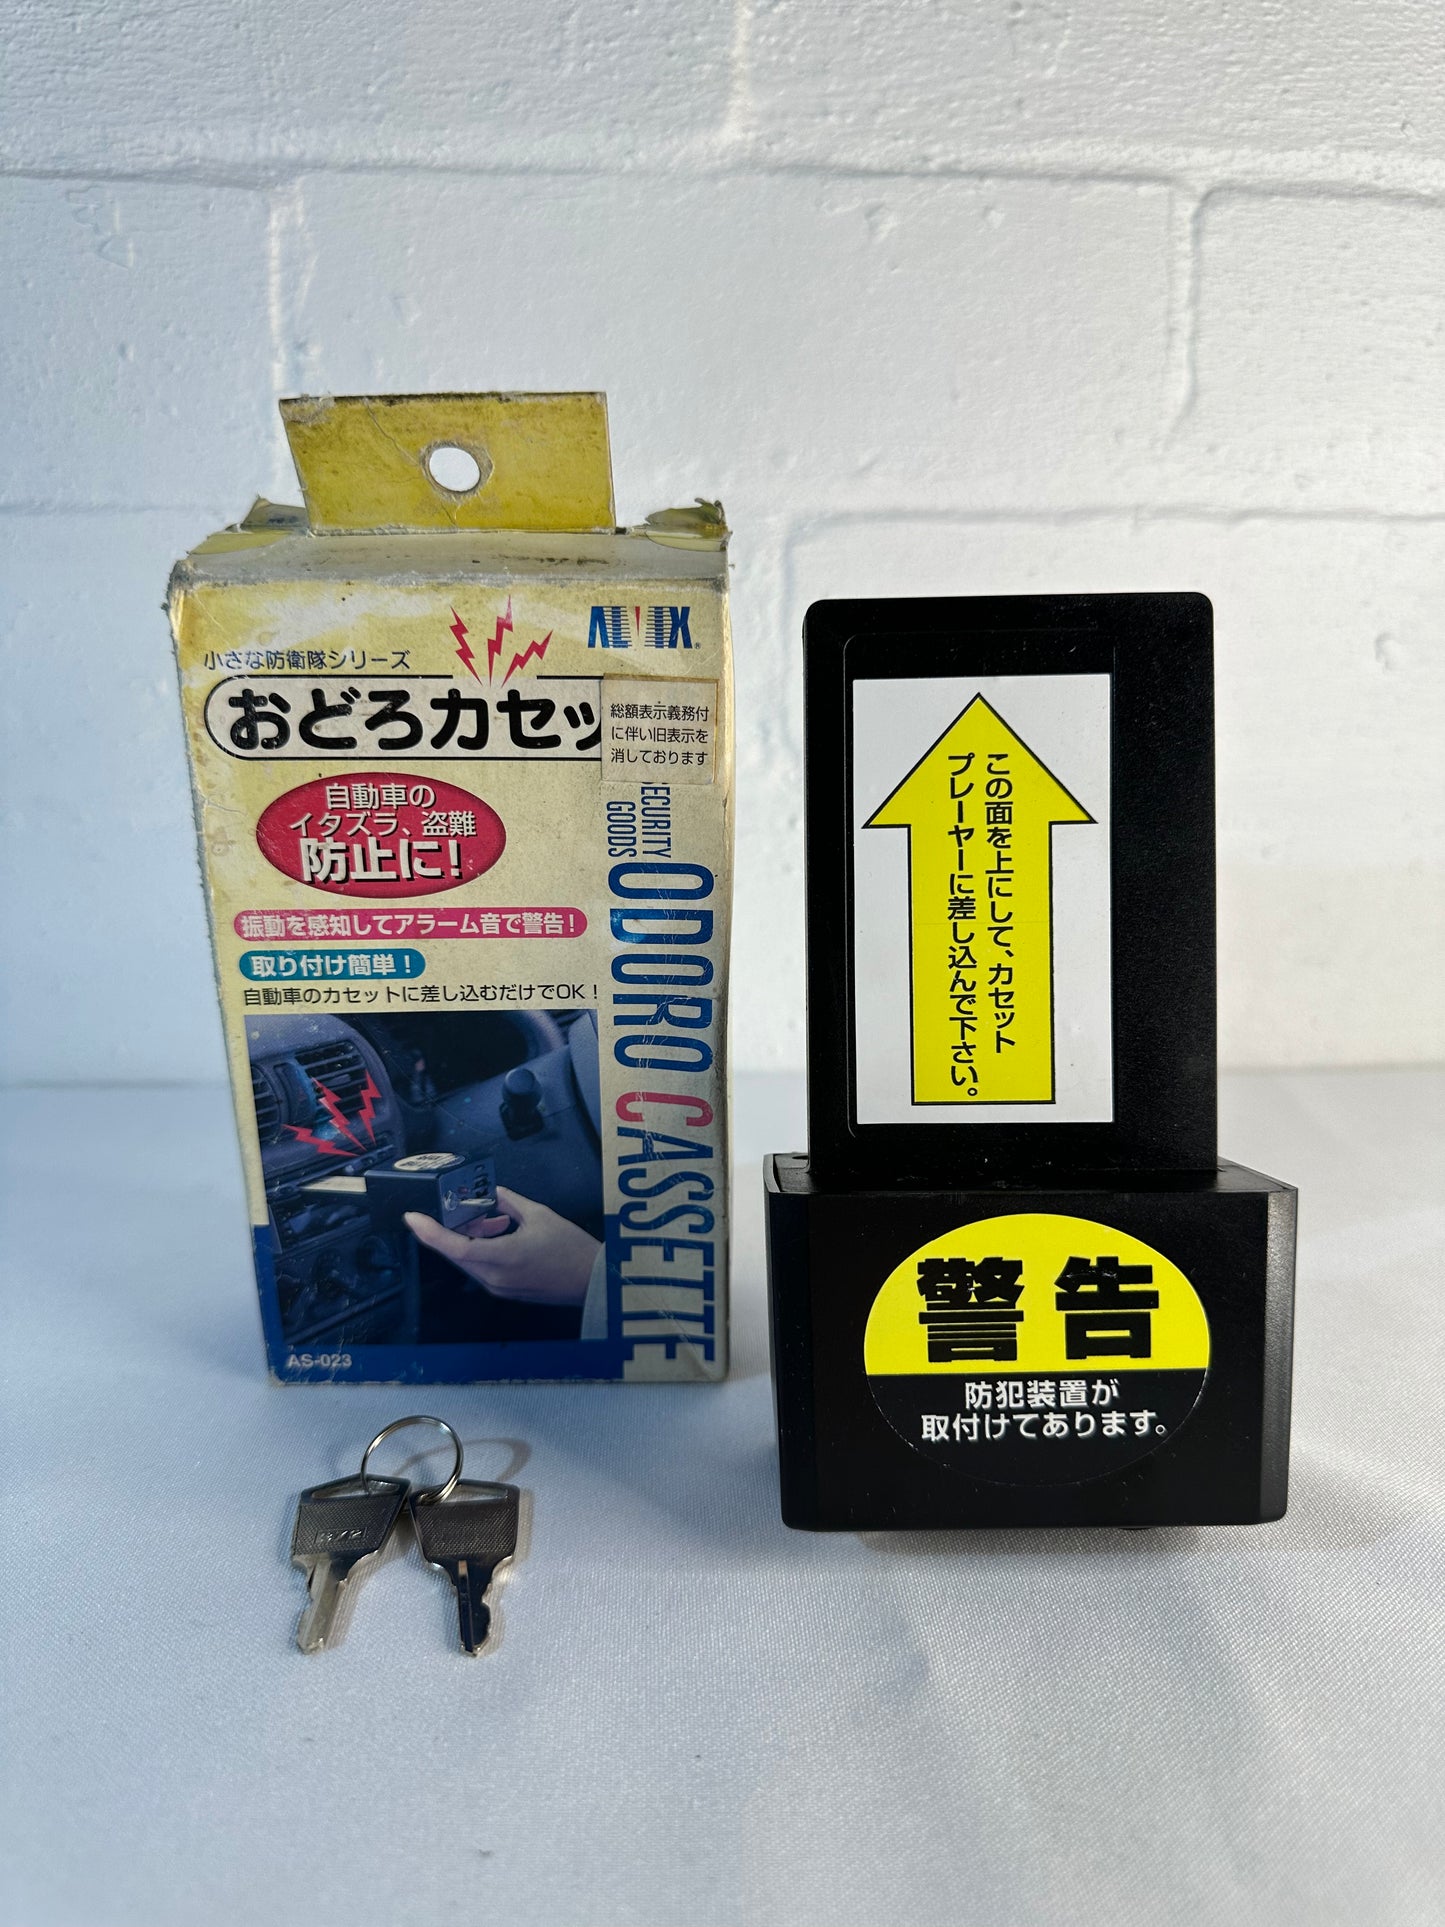 小さな防衛隊シリーズ
ALTEX
おどろカセッ
総額表示義務付
に伴い旧表示を
消しております
自動車の
イタズラ、盗難
防止に!
振動を感知してアラーム音で警告!
取り付け簡単!
自動車のカセットに差し込むだけでOK!
SECURITY
GOODS
ODORO CASSETTE
AS-023
この面を上にして、カセット
プレーヤーに差し込んで下さい。
警告
防犯装置が
取付けてあります。